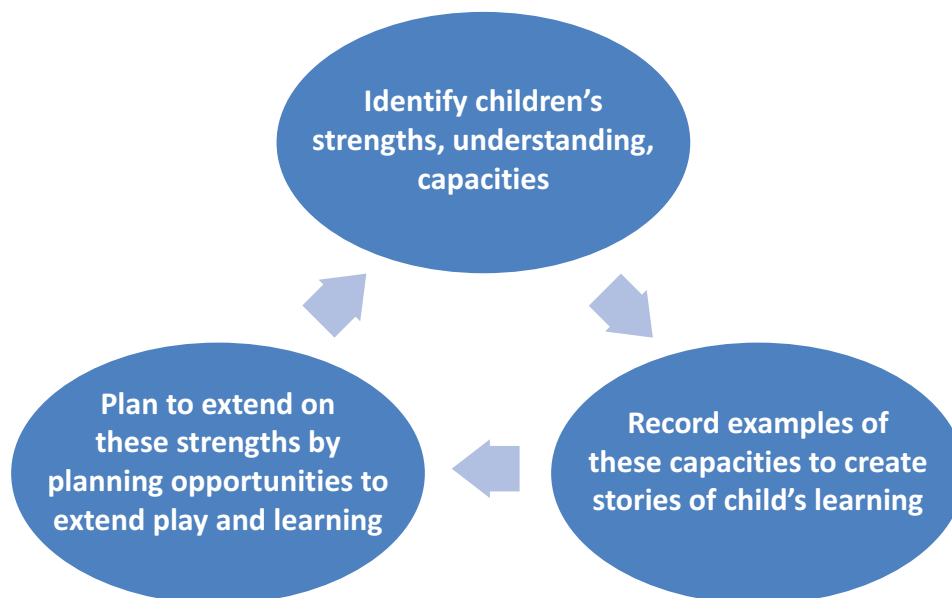 Identify children’s
strengths, understanding,
capacities
Record examples of
these capacities to create
stories of child’s learning
Plan to extend on
these strengths by
planning opportunities to
extend play and learning